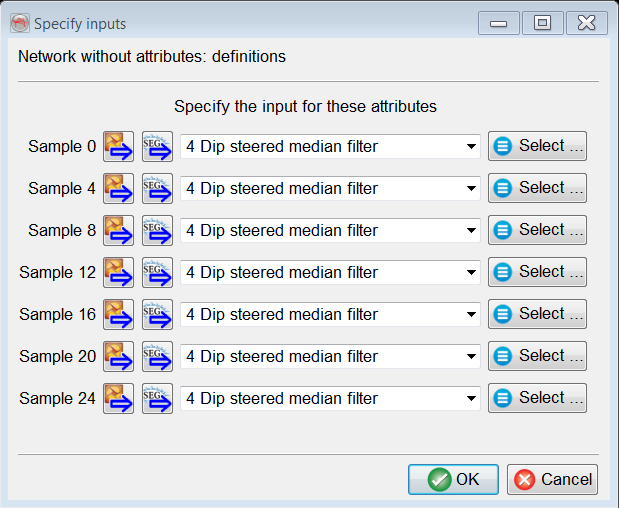 Specify inputs
Network without attributes: definitions
Specify the input for these attributes
Sample 0 SEG 4 Dip steered median filter Select ...
Sample 4 SEG 4 Dip steered median filter Select ...
Sample 8 SEG 4 Dip steered median filter Select ...
Sample 12 SEG 4 Dip steered median filter Select ...
Sample 16 SEG 4 Dip steered median filter Select ...
Sample 20 SEG 4 Dip steered median filter Select ...
Sample 24 SEG 4 Dip steered median filter Select ...
OK Cancel